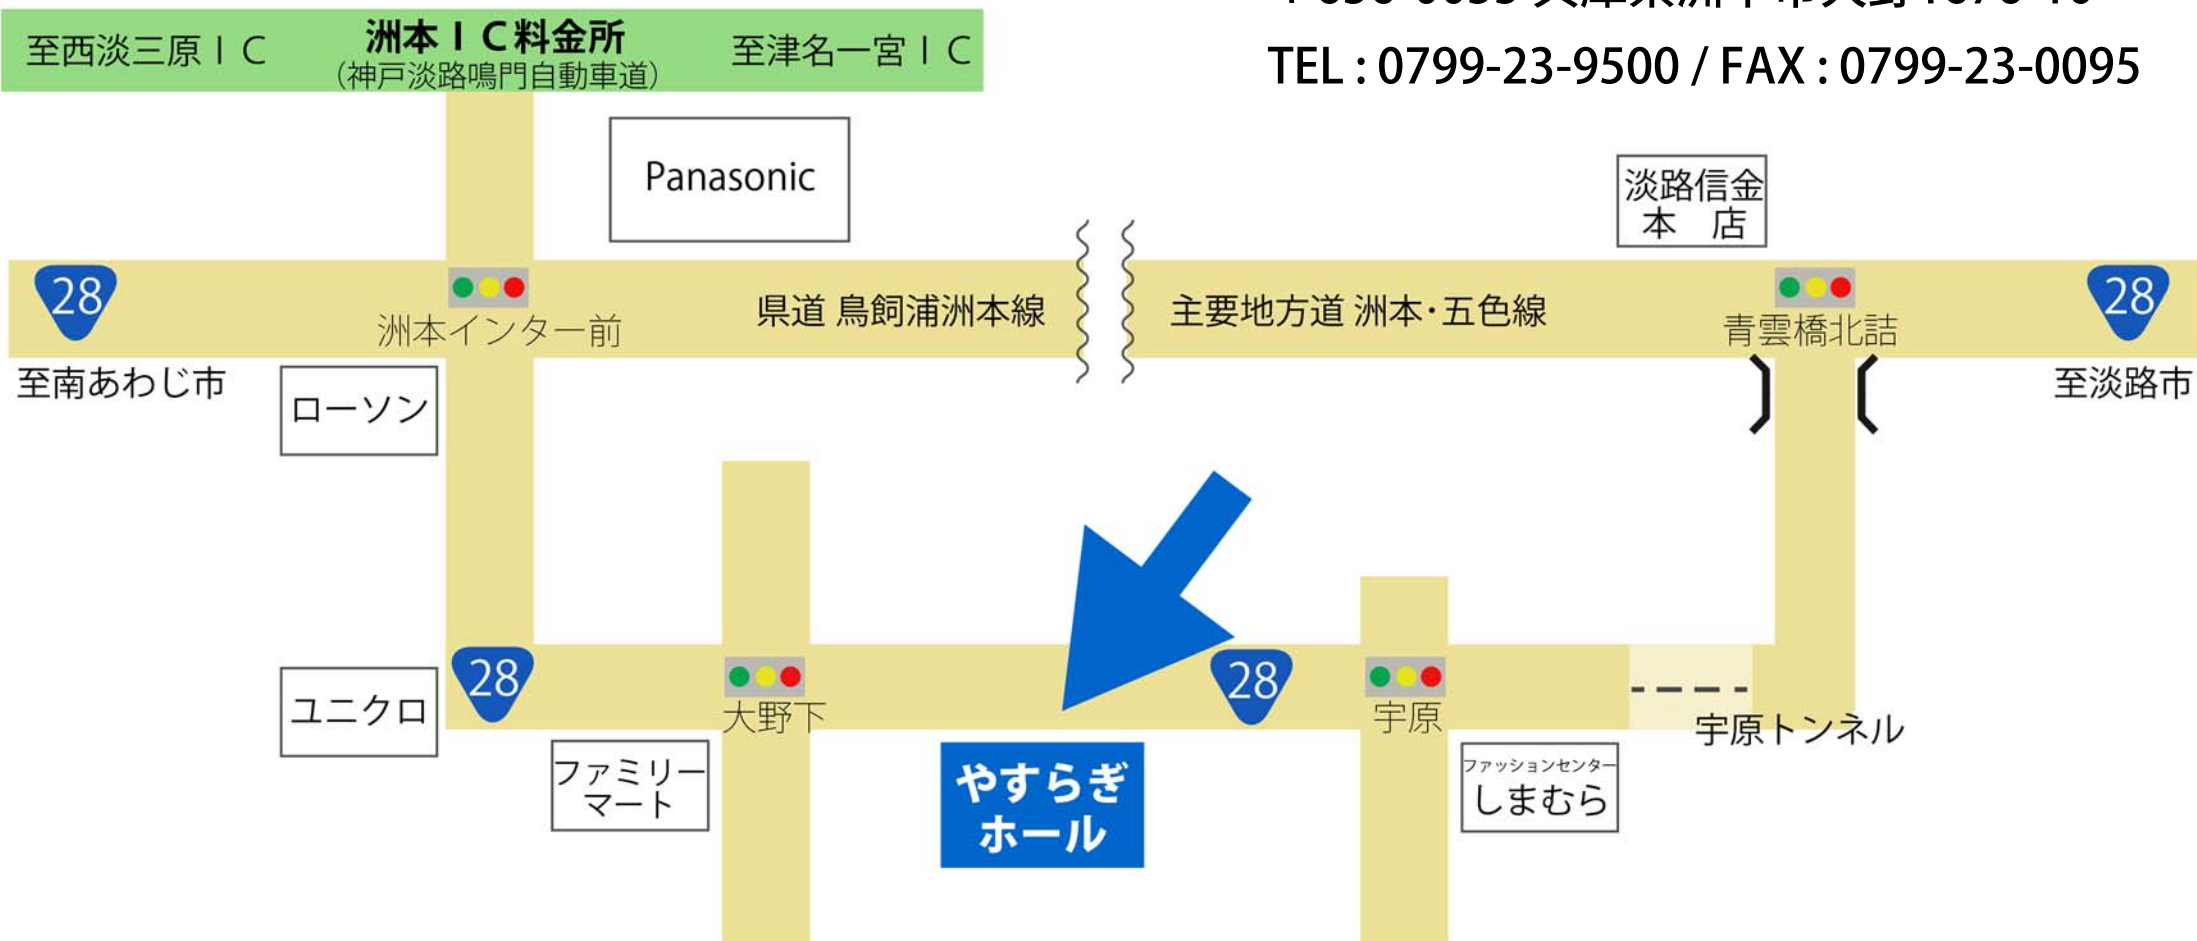 TEL : 0799-23-9500 / FAX : 0799-23-0095
至西淡三原IC
洲本IC料金所
(神戸淡路鳴門自動車道)
至津名一宮IC
Panasonic
淡路信金
本　店
28
洲本インター前
県道 鳥飼浦洲本線
主要地方道 洲本・五色線
青雲橋北詰
28
至南あわじ市
ローソン
至淡路市
ユニクロ
28
大野下
28
宇原
宇原トンネル
ファミリー
マート
やすらぎ
ホール
ファッションセンター
しまむら